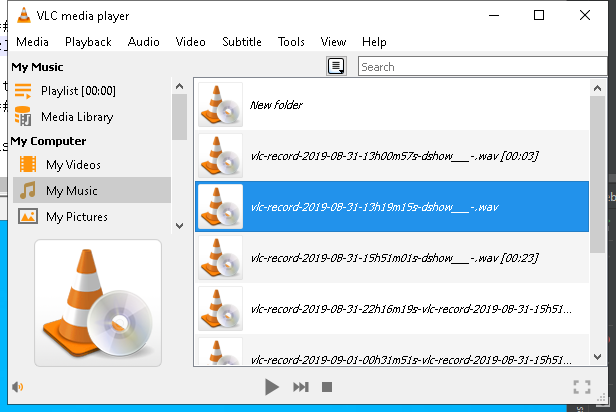 VLC media player
Media Playback Audio Video Subtitle Tools View Help
My Music
Search
Playlist [00:00]
Media Library
My Computer
My Videos
My Music
My Pictures
New folder
vlc-record-2019-08-31-13h00m57s-dshow___-.wav [00:03]
vlc-record-2019-08-31-13h19m15s-dshow___-.wav
vlc-record-2019-08-31-15h51m01s-dshow___-.wav [00:23]
vlc-record-2019-08-31-22h16m19s-vlc-record-2019-08-31-15h51...
vlc-record-2019-09-01-00h31m51s-vlc-record-2019-08-31-15h51...